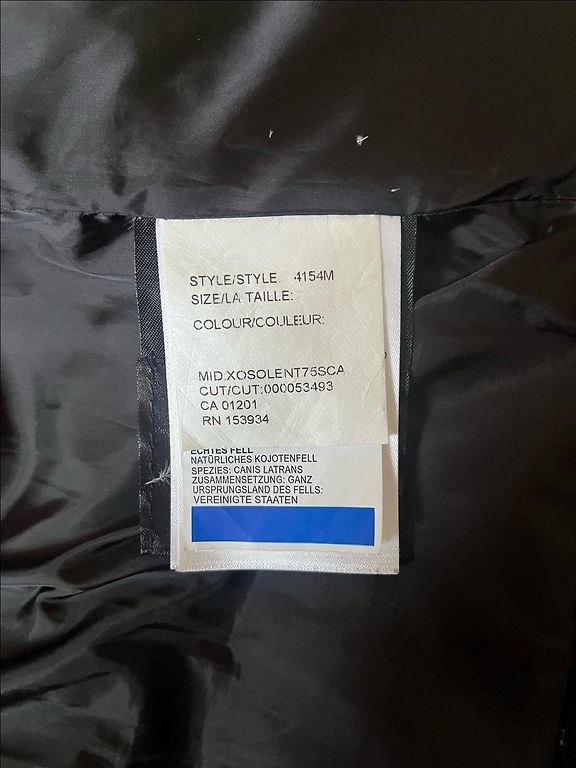 STYLE/STYLE 4154M
SIZE/LA TAILLE:
COLOUR/COULEUR:
MID:XOSOLENT75SCA
CUT/CUT:000053493
CA 01201
RN 153934
ECHTES FELL
NATÜRLICHES KOJOTENFELL
SPEZIES: CANIS LATRANS
ZUSAMMENSETZUNG: GANZ
URSPRUNGSLAND DES FELLS:
VEREINIGTE STAATEN